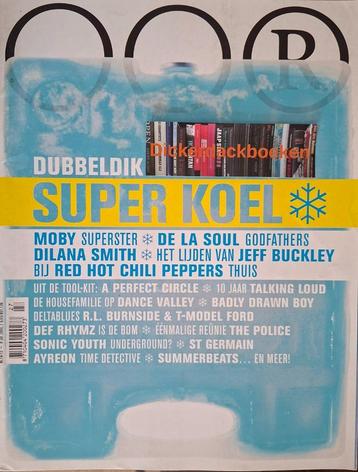 OOR
DUBBELDIK
Dickerdackboeken
SUPER KOEL
MOBY SUPERSTER ❄ DE LA SOUL GODFATHERS
DILANA SMITH ❄ HET LIJDEN VAN JEFF BUCKLEY
BIJ RED HOT CHILI PEPPERS THUIS
UIT DE TOOL-KIT: A PERFECT CIRCLE ❄ 10 JAAR TALKING LOUD
DE HOUSEFAMILIE OP DANCE VALLEY ❄ BADLY DRAWN BOY
DELTABLUES R.L. BURNSIDE & T-MODEL FORD
DEF RHYMZ IS DE BOM ❄ ÉÉNMALIGE REÜNIE THE POLICE
SONIC YOUTH UNDERGROUND? ❄ ST GERMAIN
AYREON TIME DETECTIVE ❄ SUMMERBEATS... EN MEER!